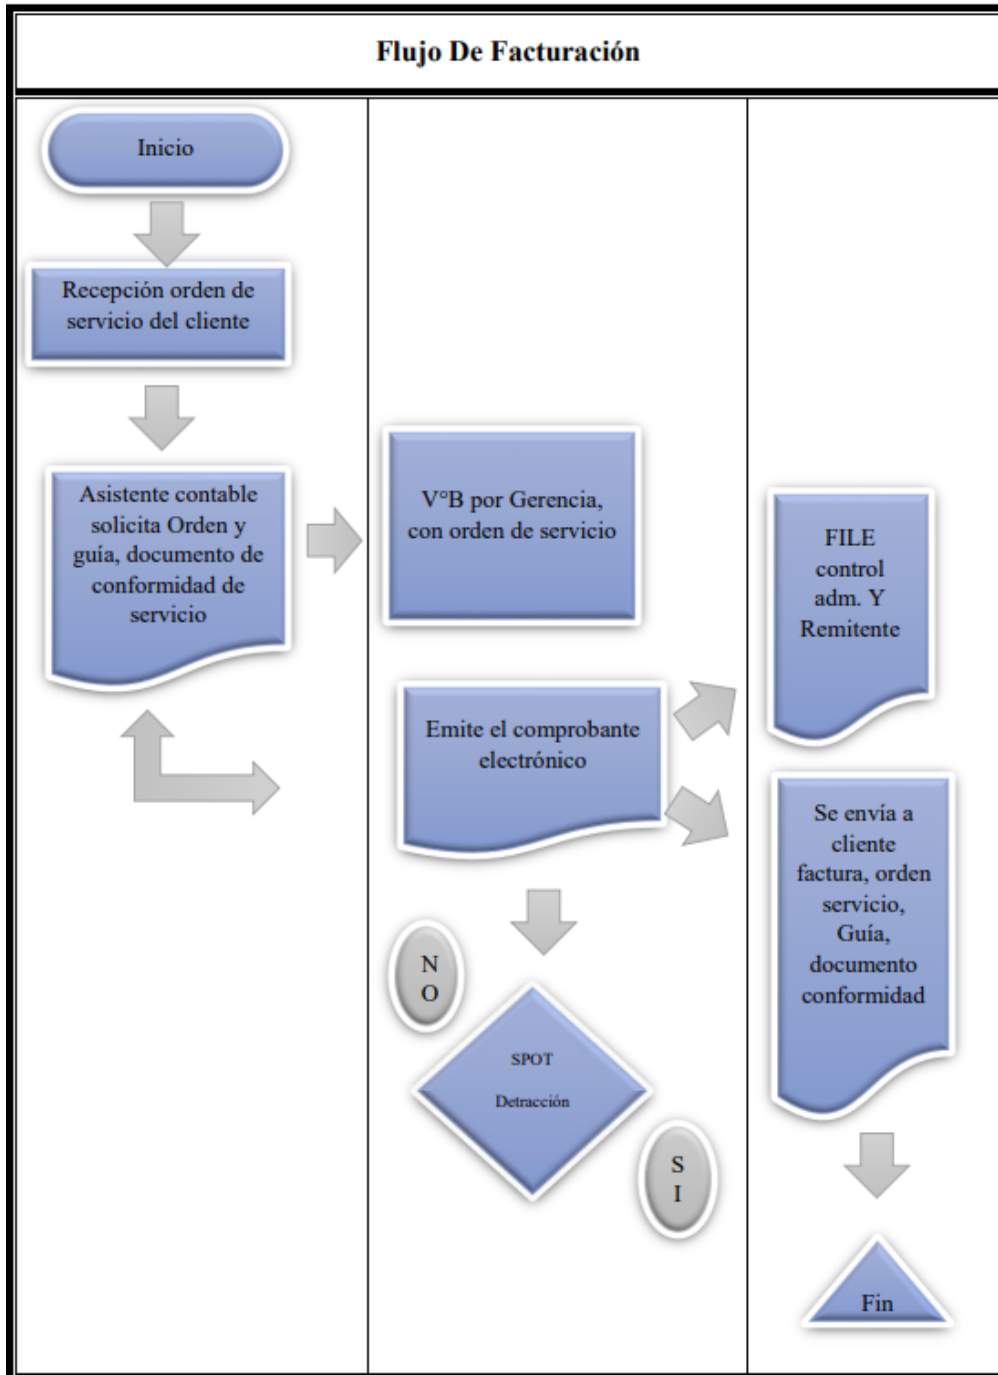 Flujo De Facturación
Inicio
Recepción orden de
servicio del cliente
Asistente contable
solicita Orden y
guía, documento de
conformidad de
servicio
V°B por Gerencia,
con orden de servicio
Emite el comprobante
electrónico
N
O
SPOT
Detracción
S
I
FILE
control
adm. Y
Remitente
Se envía a
cliente
factura, orden
servicio,
Guía,
documento
conformidad
Fin